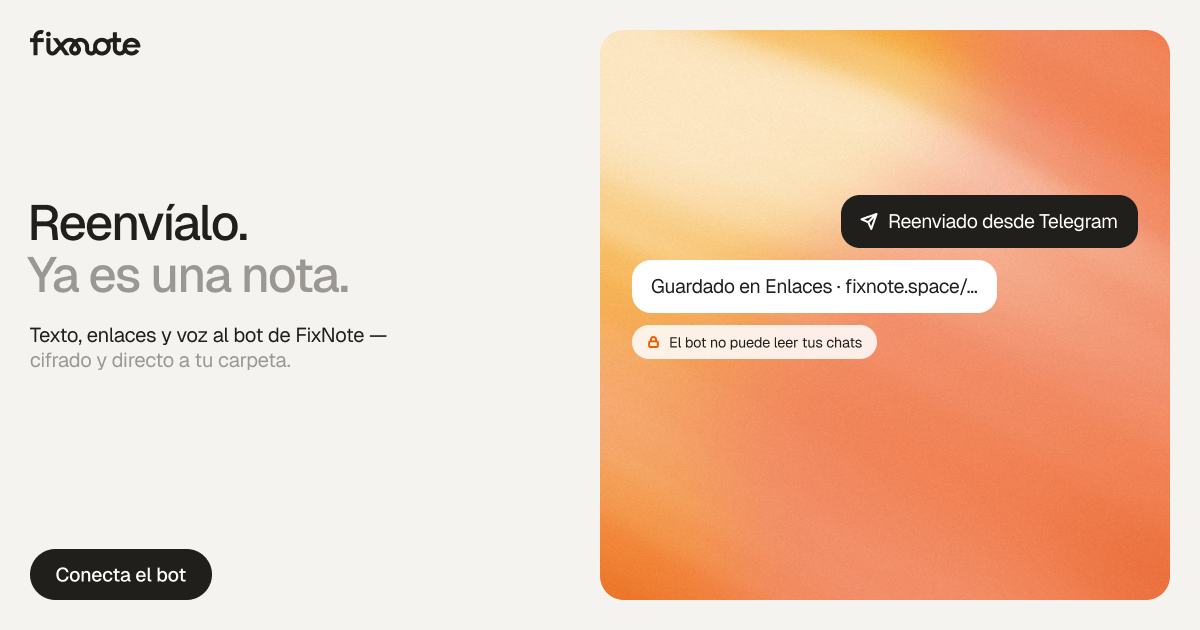 fixnote
Reenvíalo.
Ya es una nota.
Texto, enlaces y voz al bot de FixNote —
cifrado y directo a tu carpeta.
Conecta el bot
Reenviado desde Telegram
Guardado en Enlaces · fixnote.space/...
El bot no puede leer tus chats